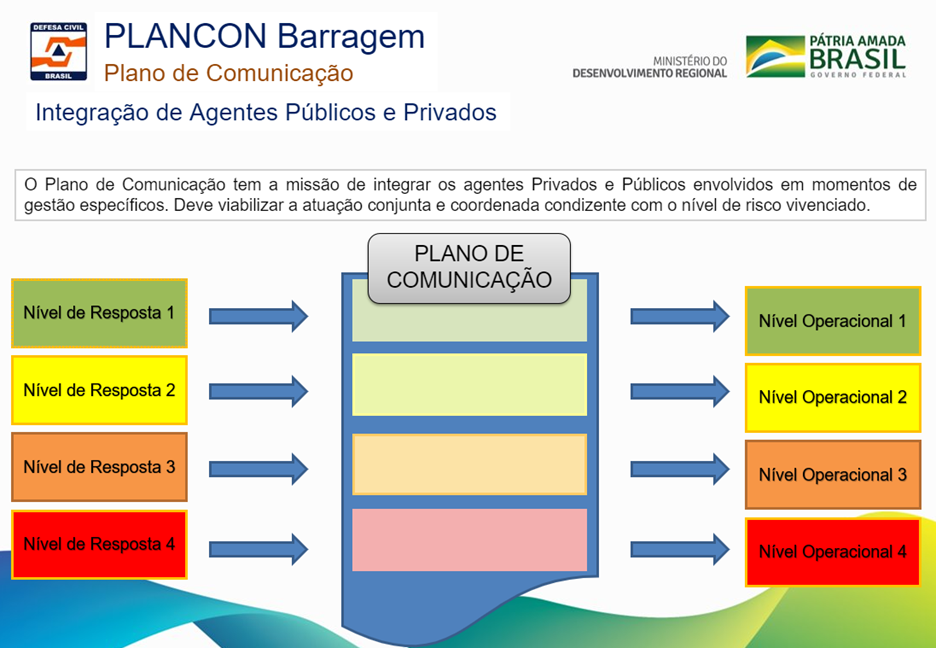 DEFESA CIVIL
BRASIL
PLANCON Barragem
Plano de Comunicação
Integração de Agentes Públicos e Privados
MINISTÉRIO DO
DESENVOLVIMENTO REGIONAL
PÁTRIA AMADA
BRASIL
GOVERNO FEDERAL
O Plano de Comunicação tem a missão de integrar os agentes Privados e Públicos envolvidos em momentos de
gestão específicos. Deve viabilizar a atuação conjunta e coordenada condizente com o nível de risco vivenciado.
PLANO DE
COMUNICAÇÃO
Nível de Resposta 1
Nível Operacional 1
Nível de Resposta 2
Nível Operacional 2
Nível de Resposta 3
Nível Operacional 3
Nível de Resposta 4
Nível Operacional 4